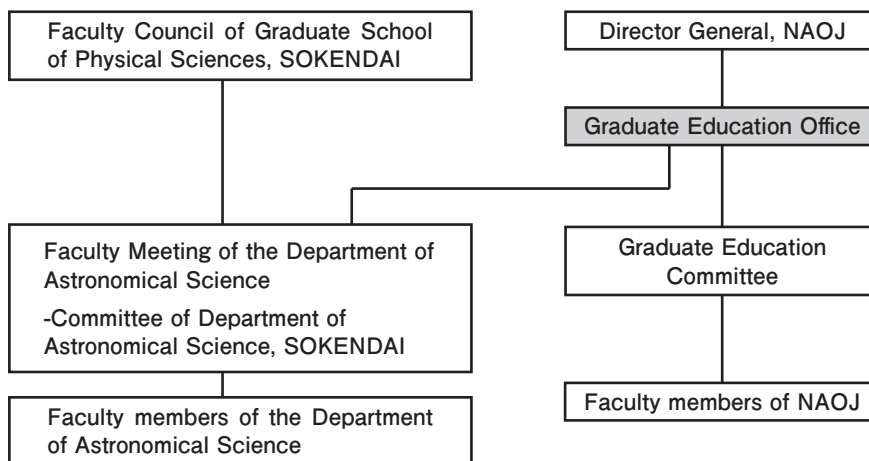 Faculty Council of Graduate School
of Physical Sciences, SOKENDAI
Director General, NAOJ
Graduate Education Office
Faculty Meeting of the Department of
Astronomical Science
-Committee of Department of
Astronomical Science, SOKENDAI
Graduate Education
Committee
Faculty members of the Department
of Astronomical Science
Faculty members of NAOJ